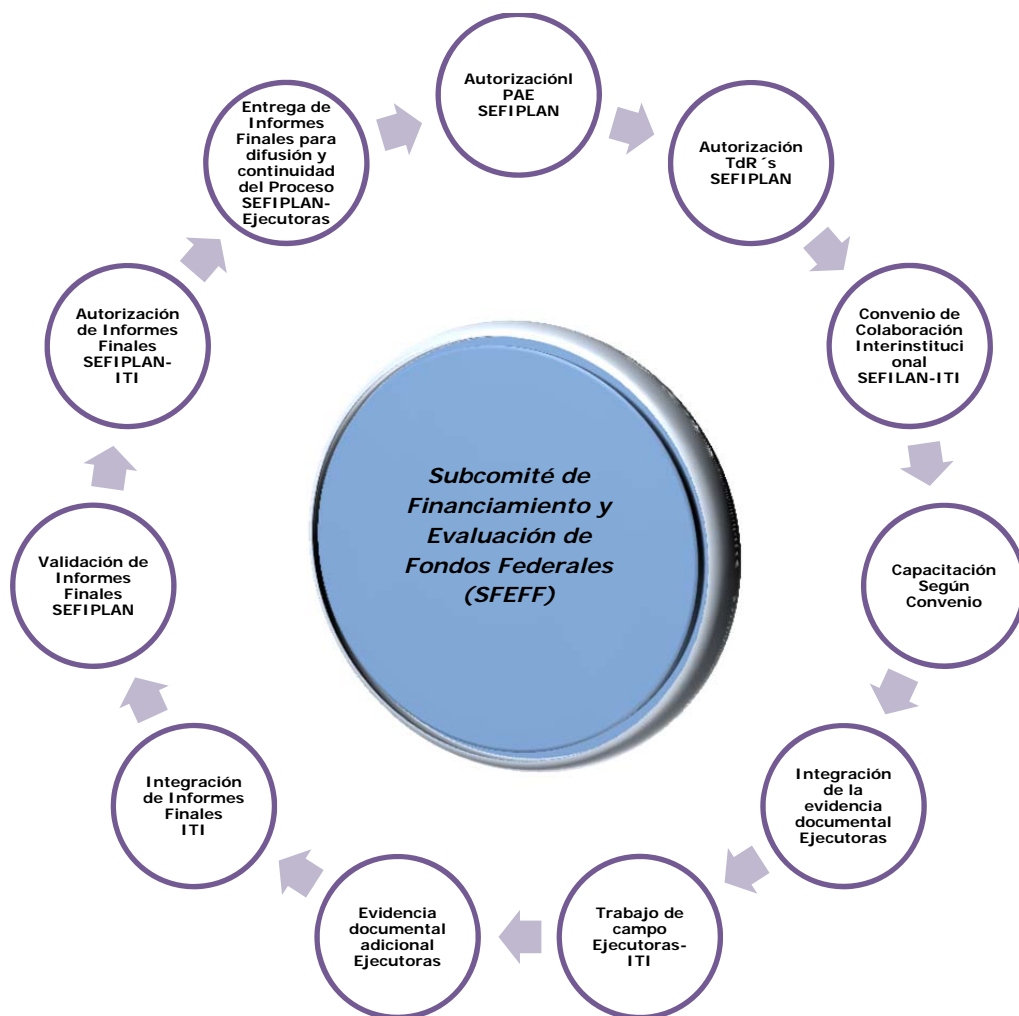 Autorizaciónl
PAE
SEFIPLAN
Autorización
TdR´s
SEFIPLAN
Convenio de
Colaboración
Interinstituci
onal
SEFILAN-ITI
Capacitación
Según
Convenio
Integración
de la
evidencia
documental
Ejecutoras
Trabajo de
campo
Ejecutoras-
ITI
Evidencia
documental
adicional
Ejecutoras
Integración
de Informes
Finales
ITI
Validación de
Informes
Finales
SEFIPLAN
Autorización
de Informes
Finales
SEFIPLAN-
ITI
Entrega de
Informes
Finales para
difusión y
continuidad
del Proceso
SEFIPLAN-
Ejecutoras
Subcomité de
Financiamiento y
Evaluación de
Fondos Federales
(SFEFF)